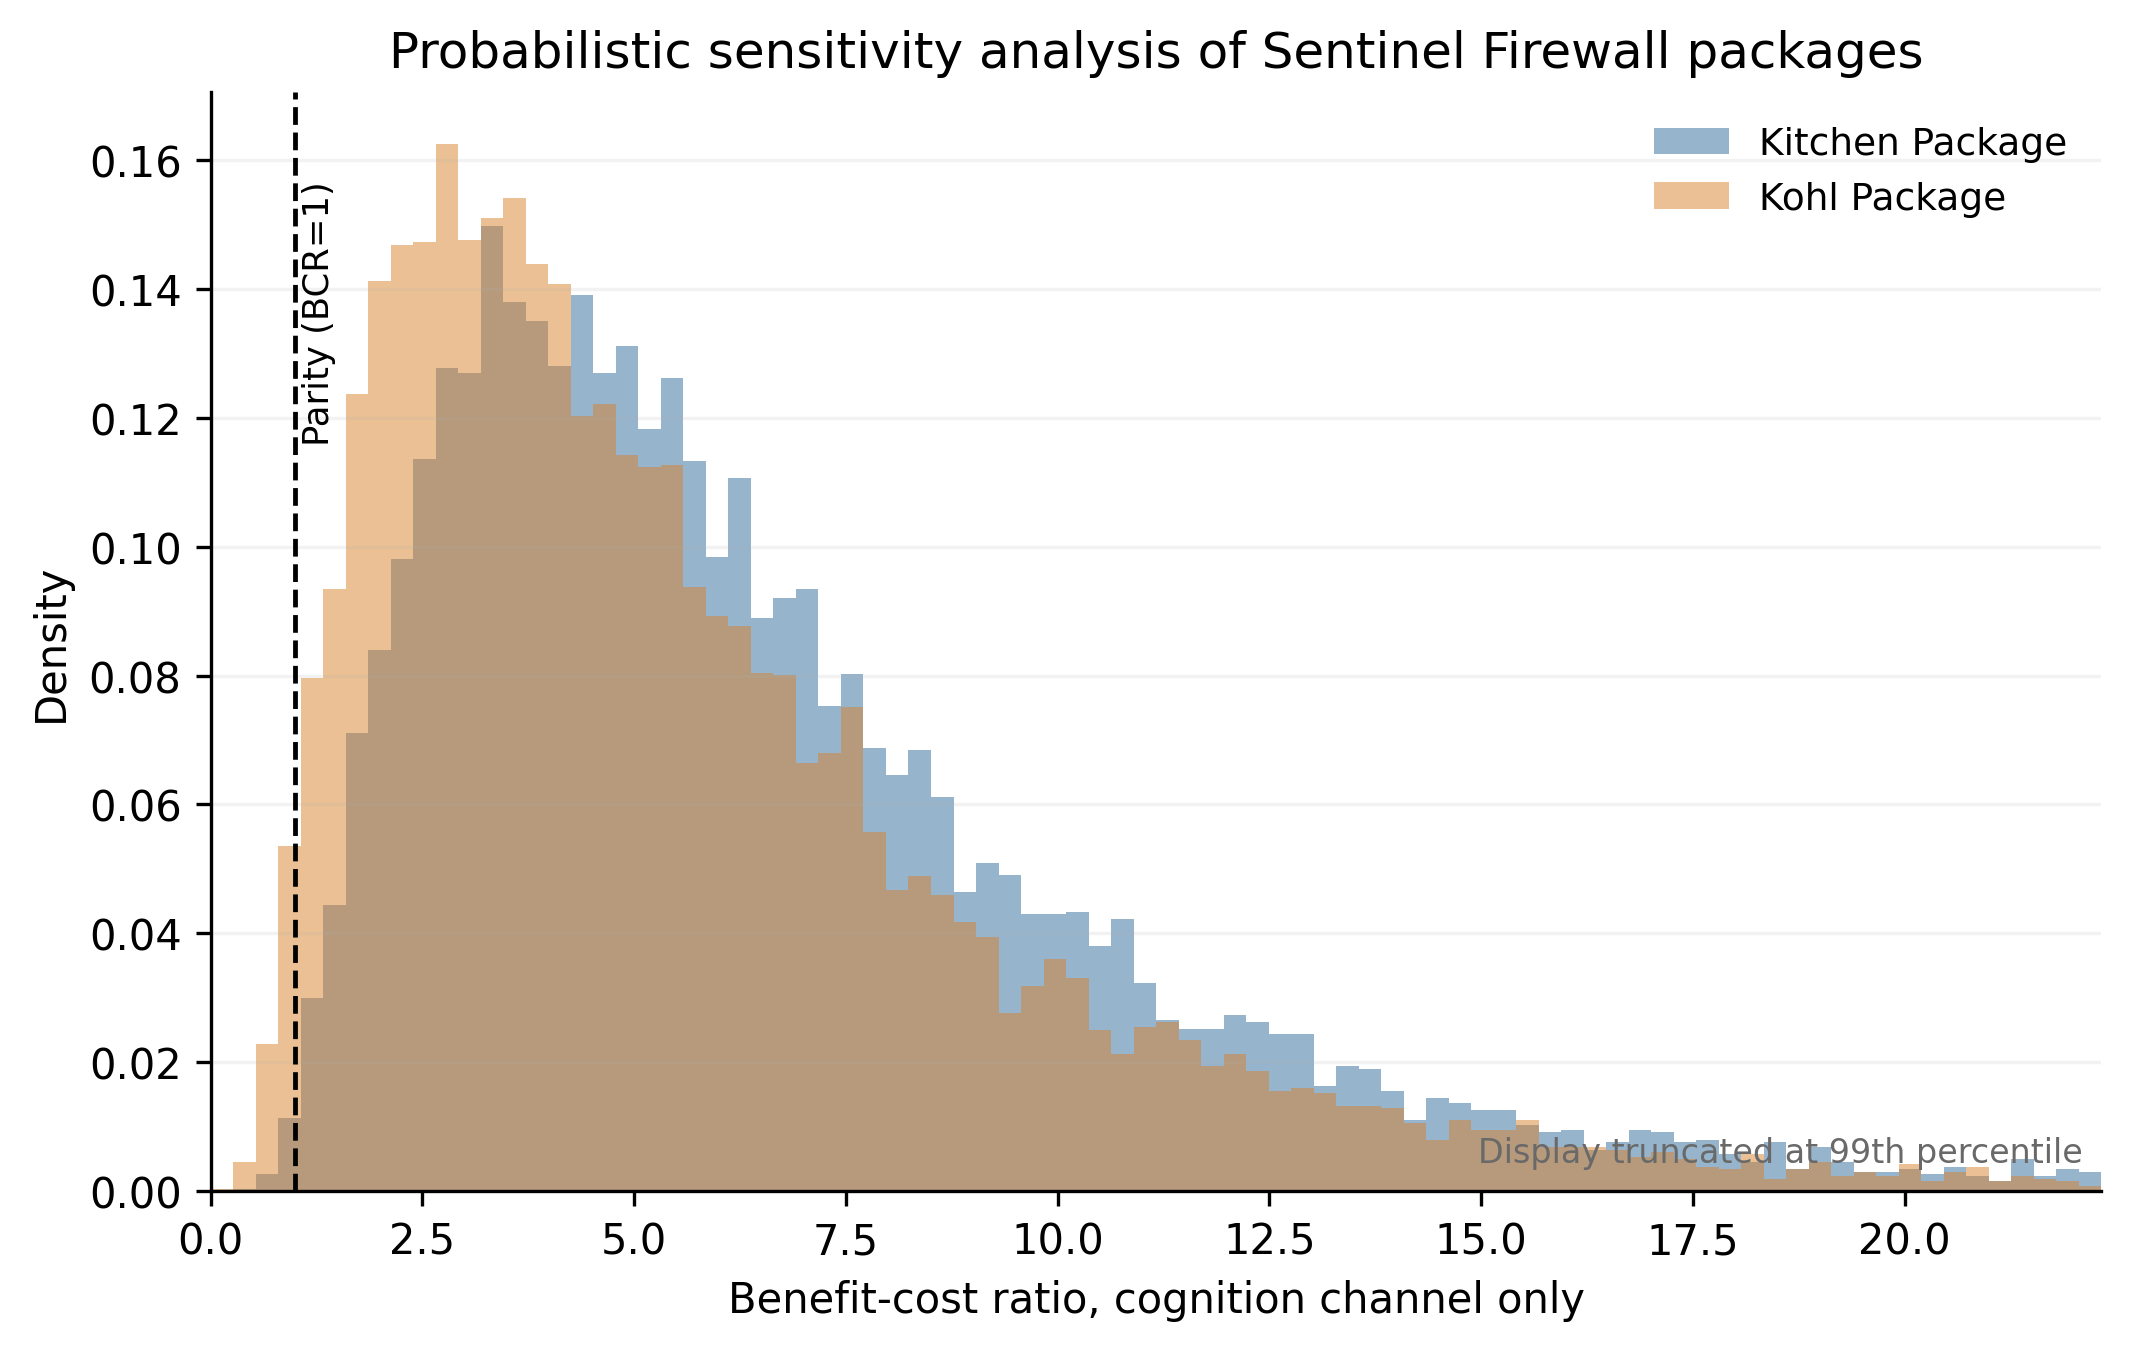 Probabilistic sensitivity analysis of Sentinel Firewall packages
Kitchen Package
Kohl Package
Parity (BCR=1)
Density
0.16
0.14
0.12
0.10
0.08
0.06
0.04
0.02
0.00
Display truncated at 99th percentile
0.0 2.5 5.0 7.5 10.0 12.5 15.0 17.5 20.0
Benefit-cost ratio, cognition channel only